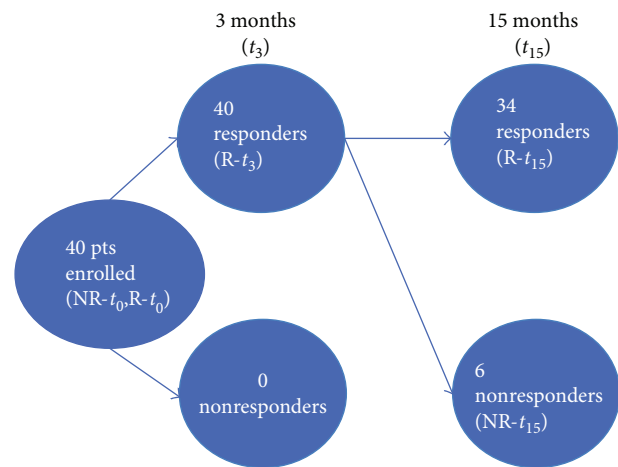 3 months
(t₃)
15 months
(t₁₅)
40
responders
(R-t₃)
34
responders
(R-t₁₅)
40 pts
enrolled
(NR-t₀,R-t₀)
0
nonresponders
6
nonresponders
(NR-t₁₅)